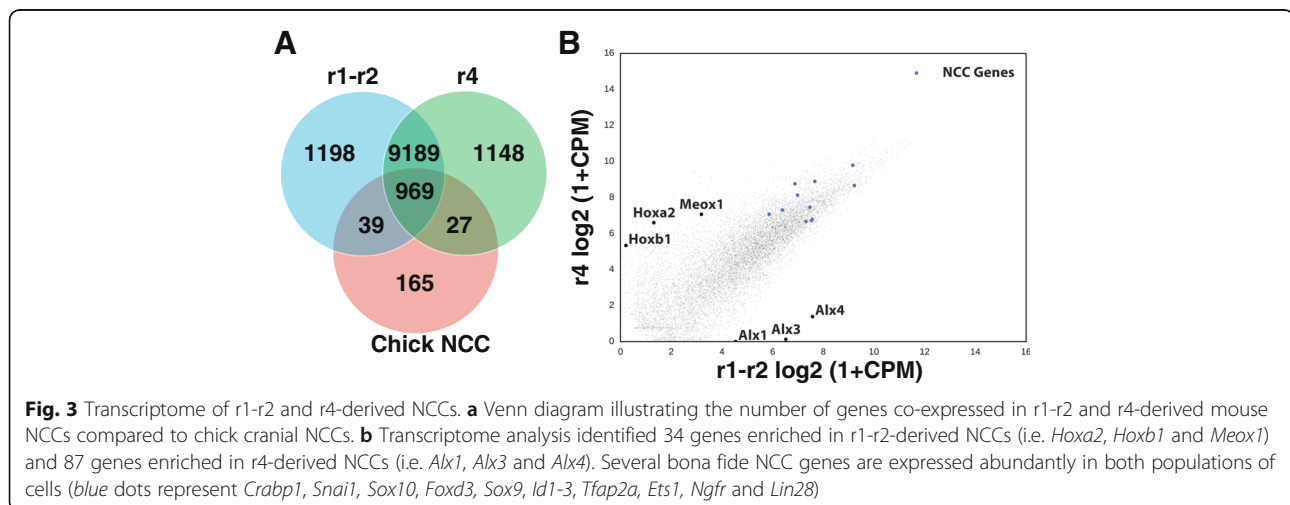 A
r1-r2
r4
1198
9189
1148
969
39
27
165
Chick NCC
B
16
14
12
10
8
6
4
2
0
NCC Genes
Hoxa2
Meox1
Hoxb1
Alx4
Alx3
Alx1
0 2 4 6 8 10 12 14 16
r4 log2 (1+CPM)
r1-r2 log2 (1+CPM)
Fig. 3 Transcriptome of r1-r2 and r4-derived NCCs. a Venn diagram illustrating the number of genes co-expressed in r1-r2 and r4-derived mouse
NCCs compared to chick cranial NCCs. b Transcriptome analysis identified 34 genes enriched in r1-r2-derived NCCs (i.e. Hoxa2, Hoxb1 and Meox1)
and 87 genes enriched in r4-derived NCCs (i.e. Alx1, Alx3 and Alx4). Several bona fide NCC genes are expressed abundantly in both populations of
cells (blue dots represent Crabp1, Snai1, Sox10, Foxd3, Sox9, Id1-3, Tfap2a, Ets1, Ngfr and Lin28)